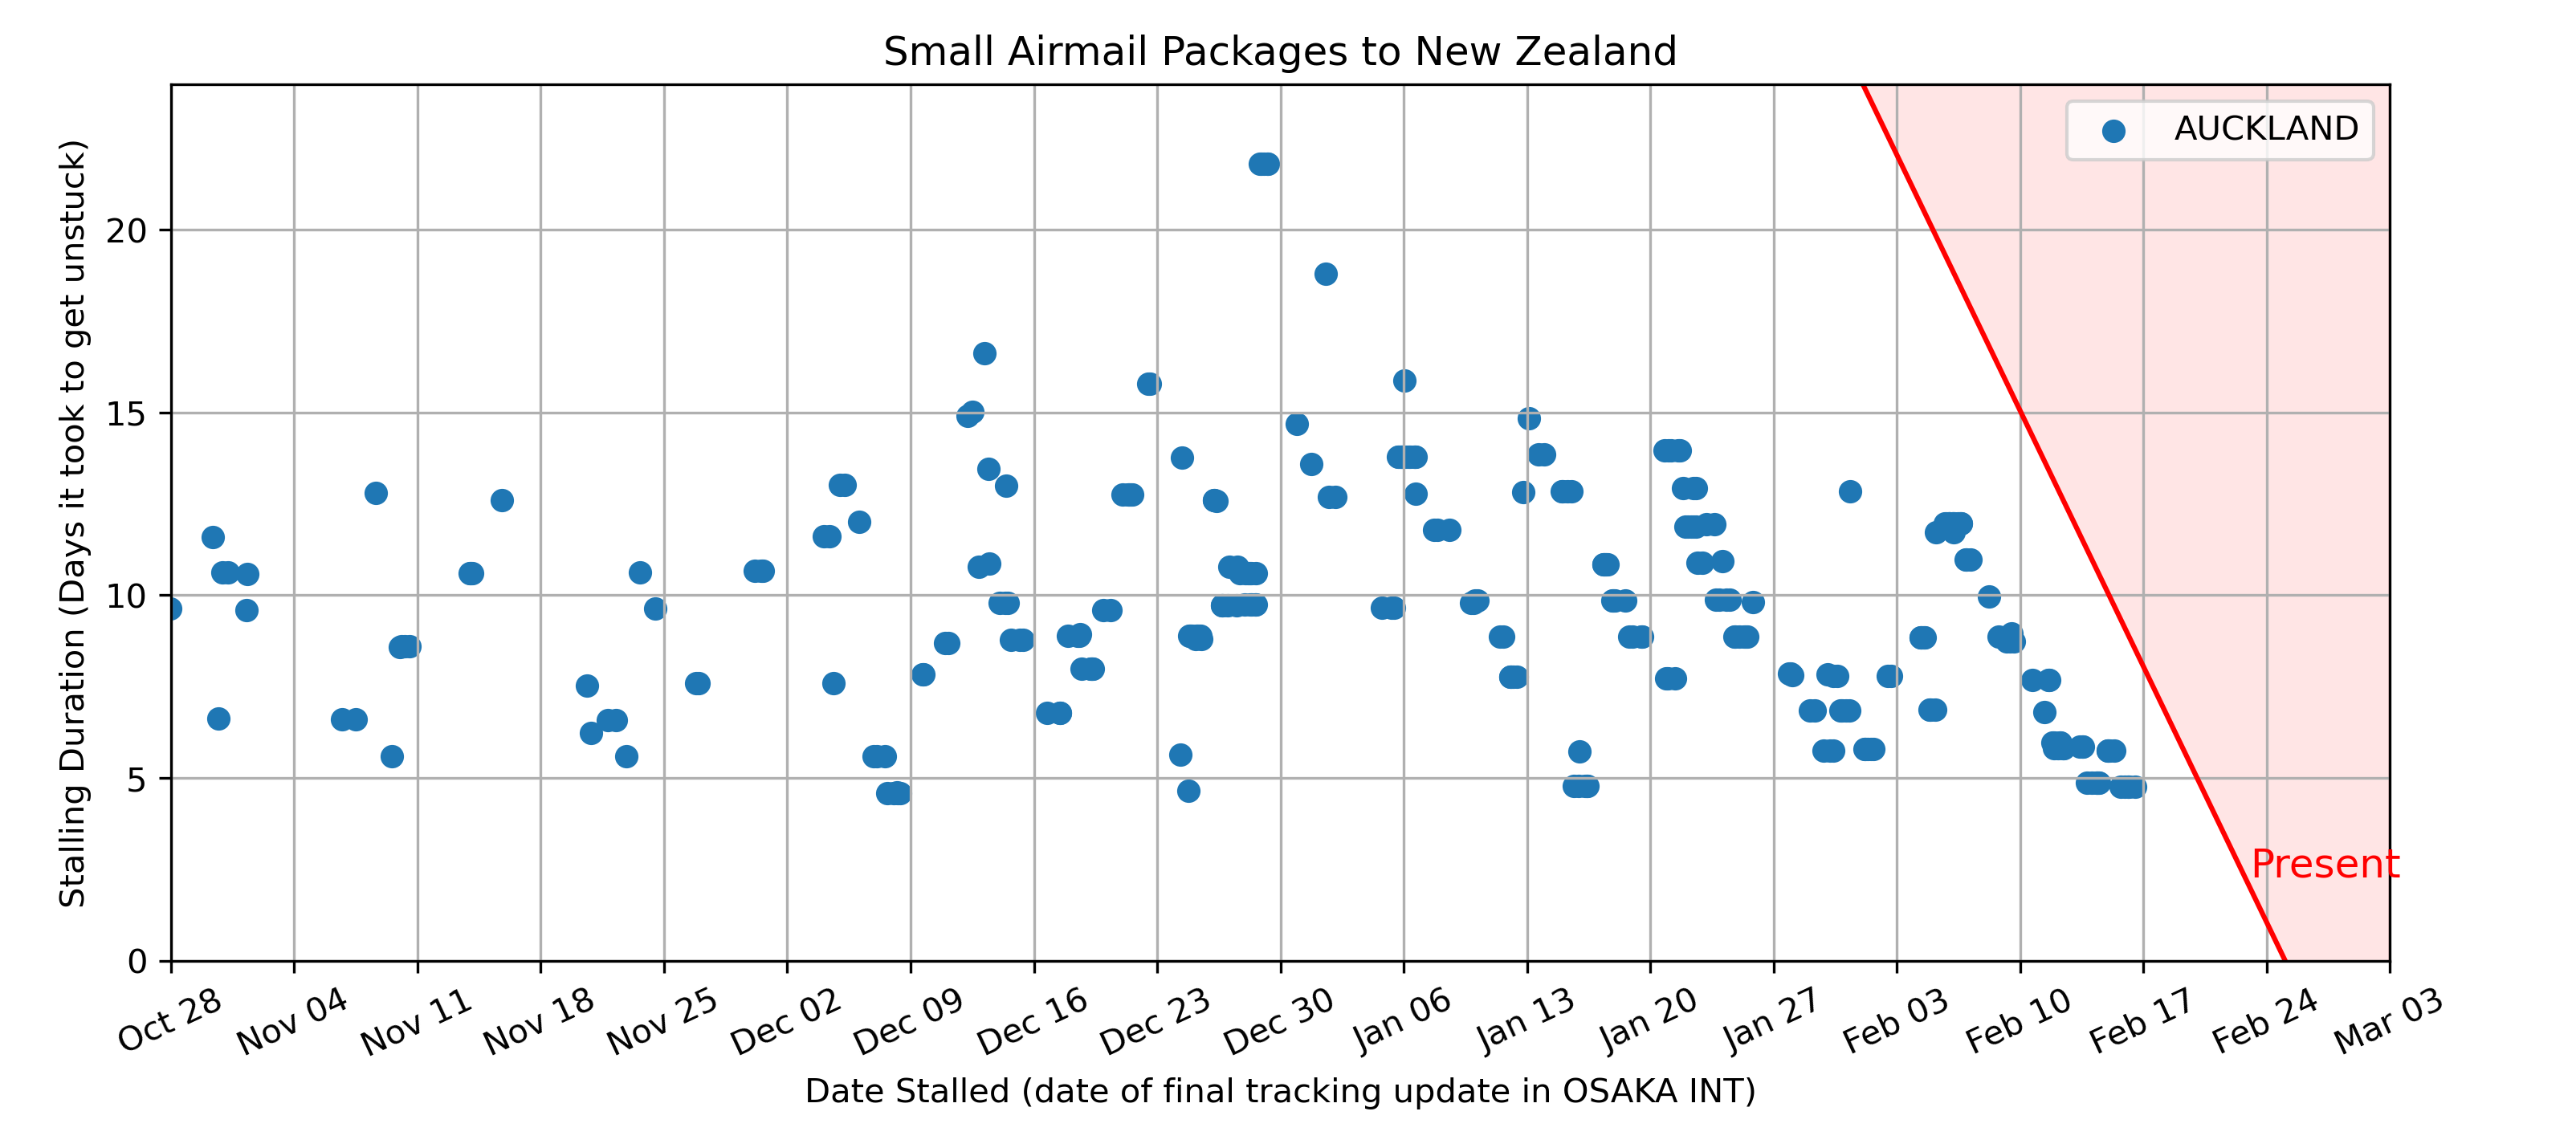 Small Airmail Packages to New Zealand
AUCKLAND
Stalling Duration (Days it took to get unstuck)
20
15
10
5
0
Present
Oct 28
Nov 04
Nov 11
Nov 18
Nov 25
Dec 02
Dec 09
Dec 16
Dec 23
Dec 30
Jan 06
Jan 13
Jan 20
Jan 27
Feb 03
Feb 10
Feb 17
Feb 24
Mar 03
Date Stalled (date of final tracking update in OSAKA INT)